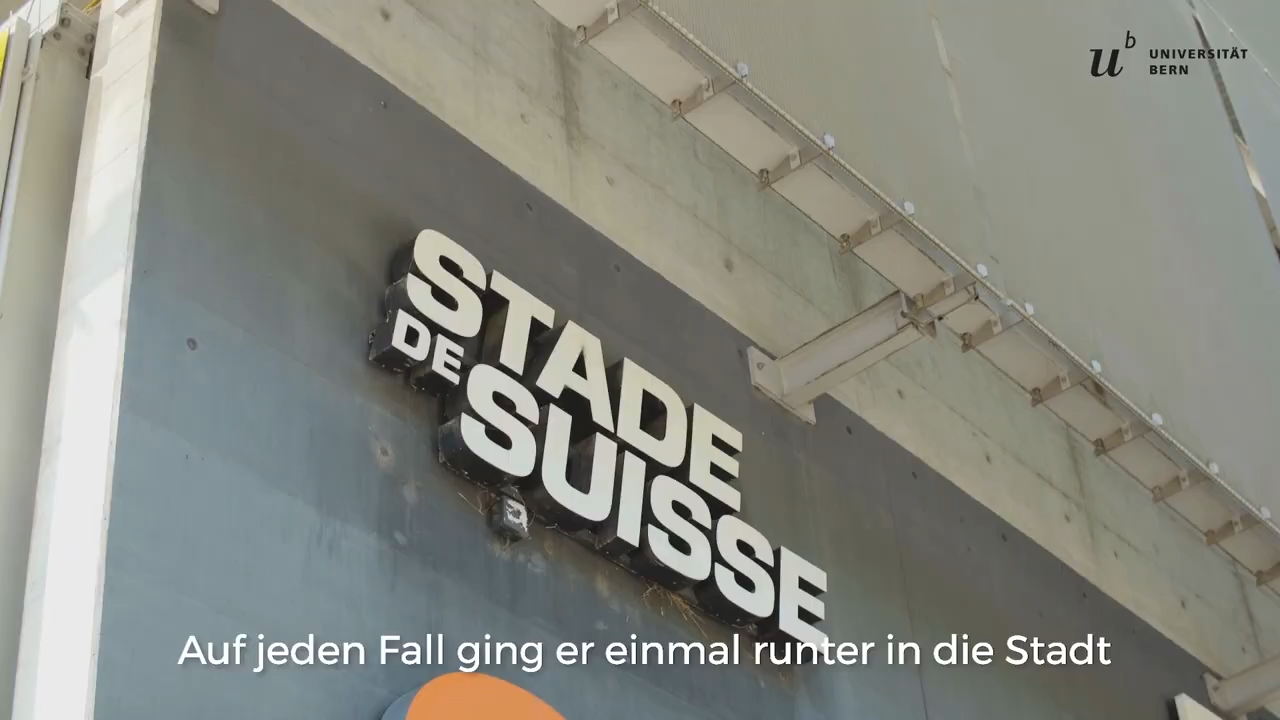 u^b
UNIVERSITÄT
BERN
STADE
DE
SUISSE
Auf jeden Fall ging er einmal runter in die Stadt